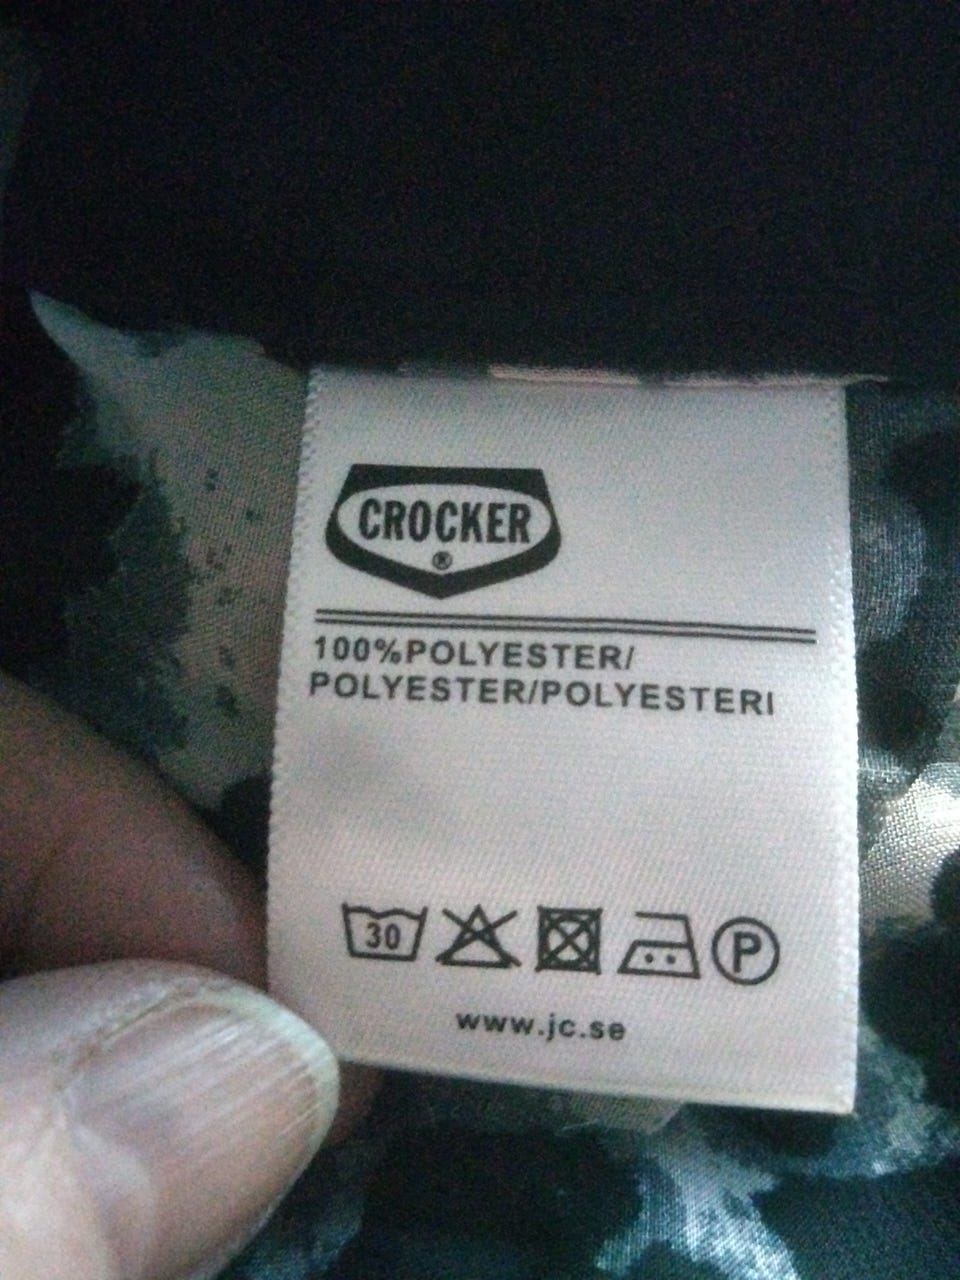 CROCKER
®
100%POLYESTER/
POLYESTER/POLYESTERI
30 P
www.jc.se